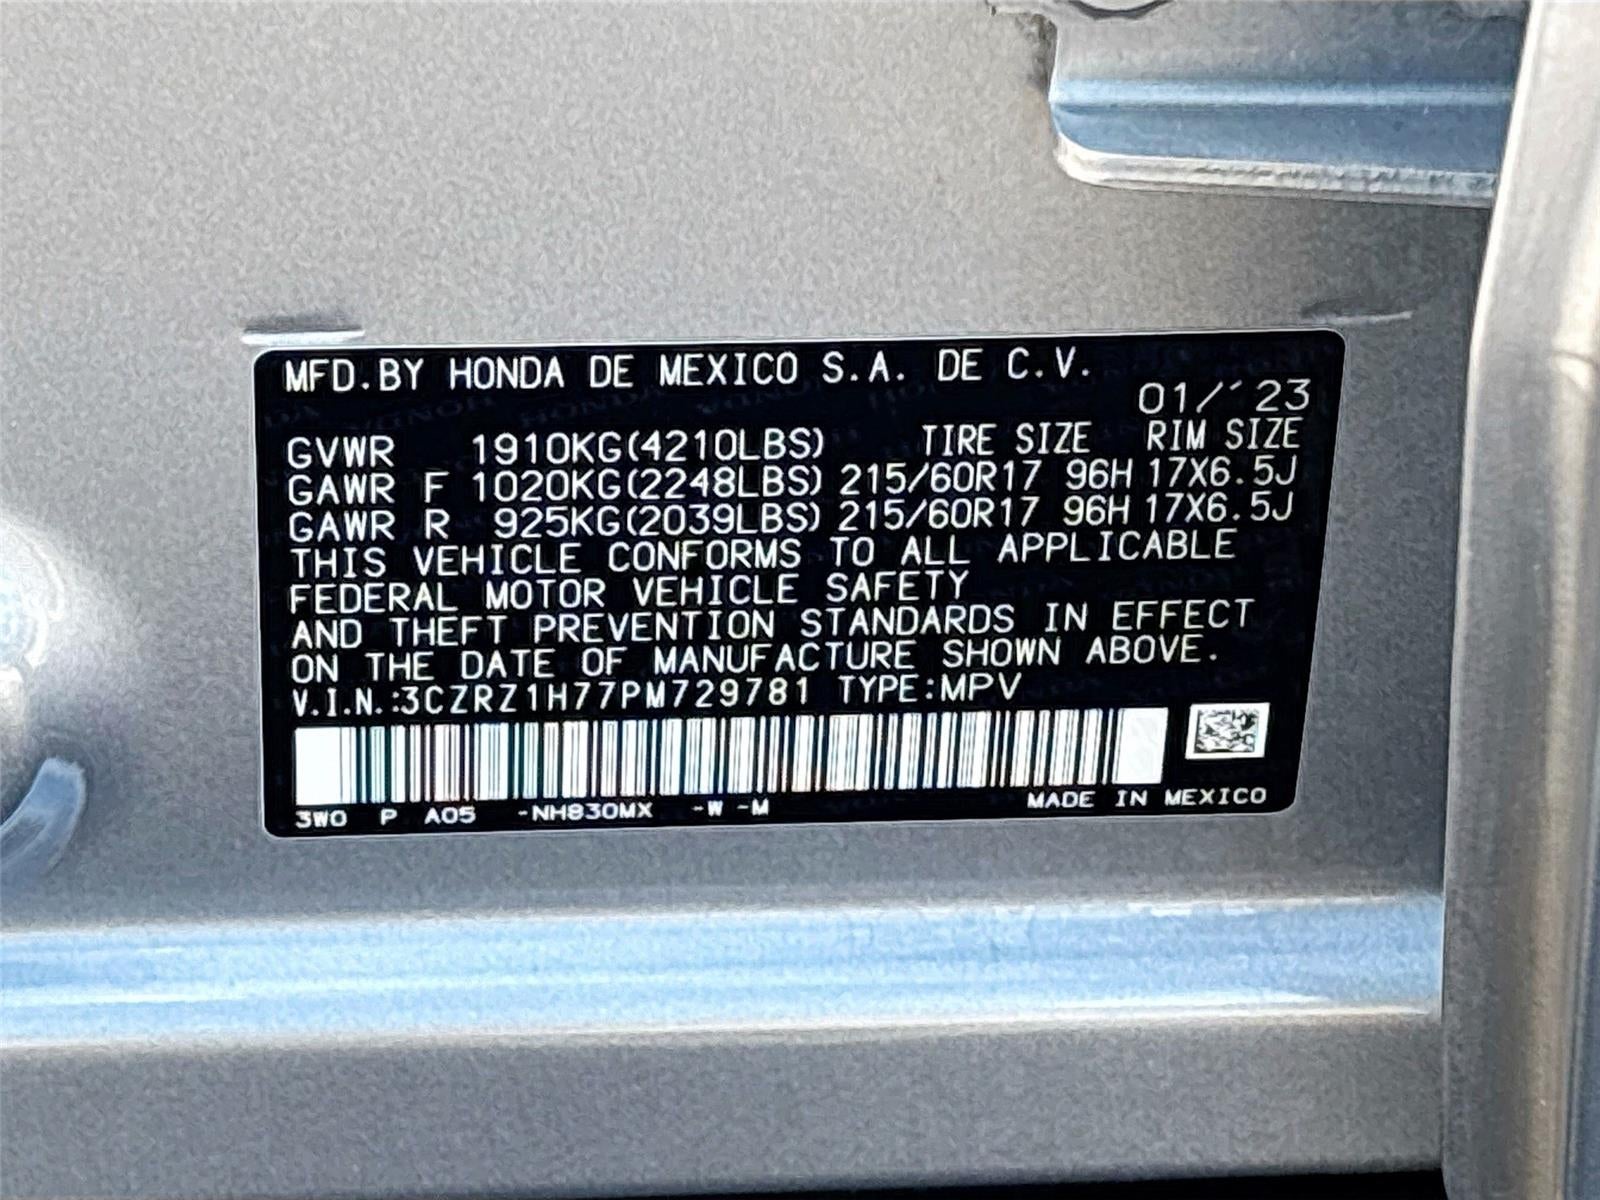 MFD.BY HONDA DE MEXICO S.A. DE C.V.
01/'23
GVWR 1910KG(4210LBS) TIRE SIZE RIM SIZE
GAWR F 1020KG(2248LBS) 215/60R17 96H 17X6.5J
GAWR R 925KG(2039LBS) 215/60R17 96H 17X6.5J
THIS VEHICLE CONFORMS TO ALL APPLICABLE
FEDERAL MOTOR VEHICLE SAFETY
AND THEFT PREVENTION STANDARDS IN EFFECT
ON THE DATE OF MANUFACTURE SHOWN ABOVE.
V.I.N.:3CZRZ1H77PM729781 TYPE:MPV
3W0 P A05 -NH830MX -W -M MADE IN MEXICO